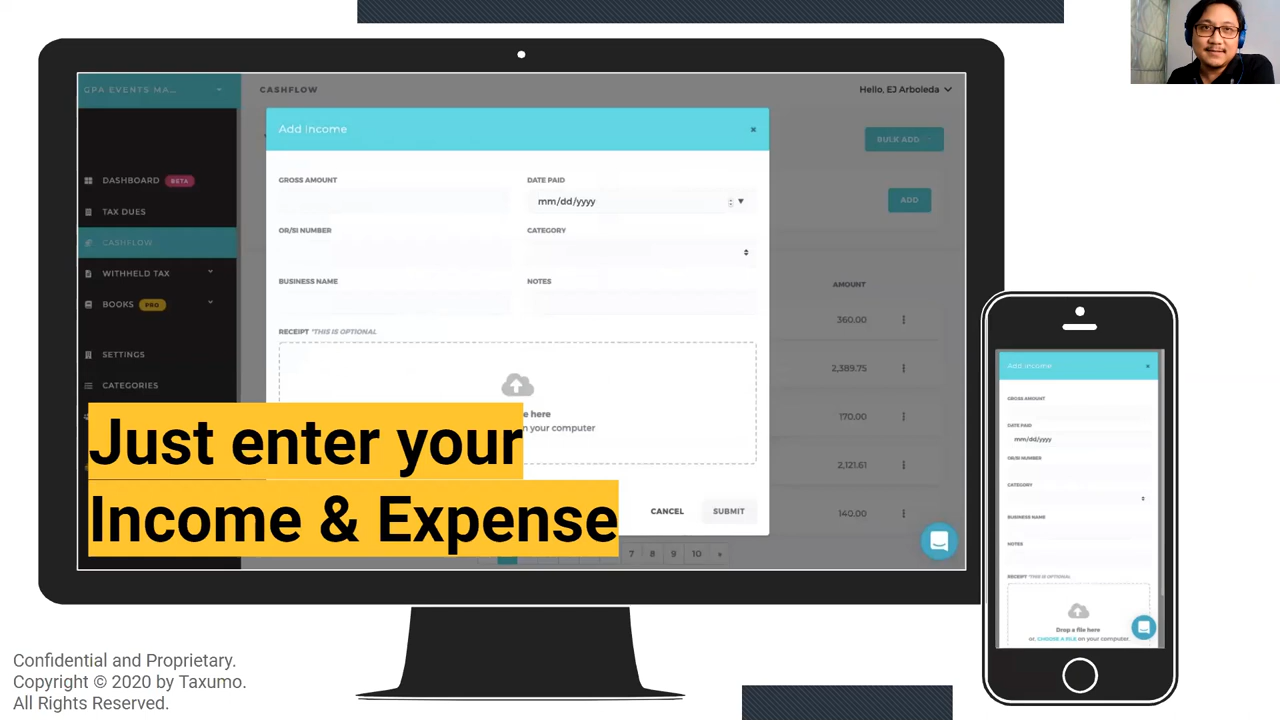 GPA EVENTS MA...
CASHFLOW
Hello, EJ Arboleda
Add Income
×
BULK ADD
GROSS AMOUNT
DATE PAID
mm/dd/yyyy
DASHBOARD BETA
ADD
TAX DUES
OR/SI NUMBER
CATEGORY
CASHFLOW
WITHHELD TAX
BUSINESS NAME
NOTES
AMOUNT
BOOKS PRO
360.00
RECEIPT *THIS IS OPTIONAL
SETTINGS
2,389.75
CATEGORIES
e here
170.00
on your computer
Just enter your
2,121.61
Income & Expense
CANCEL
SUBMIT
140.00
7 8 9 10 »
Add Income
×
GROSS AMOUNT
DATE PAID
mm/dd/yyyy
OR/SI NUMBER
CATEGORY
BUSINESS NAME
NOTES
RECEIPT *THIS IS OPTIONAL
Drop a file here
or, CHOOSE A FILE on your computer.
Confidential and Proprietary.
Copyright © 2020 by Taxumo.
All Rights Reserved.